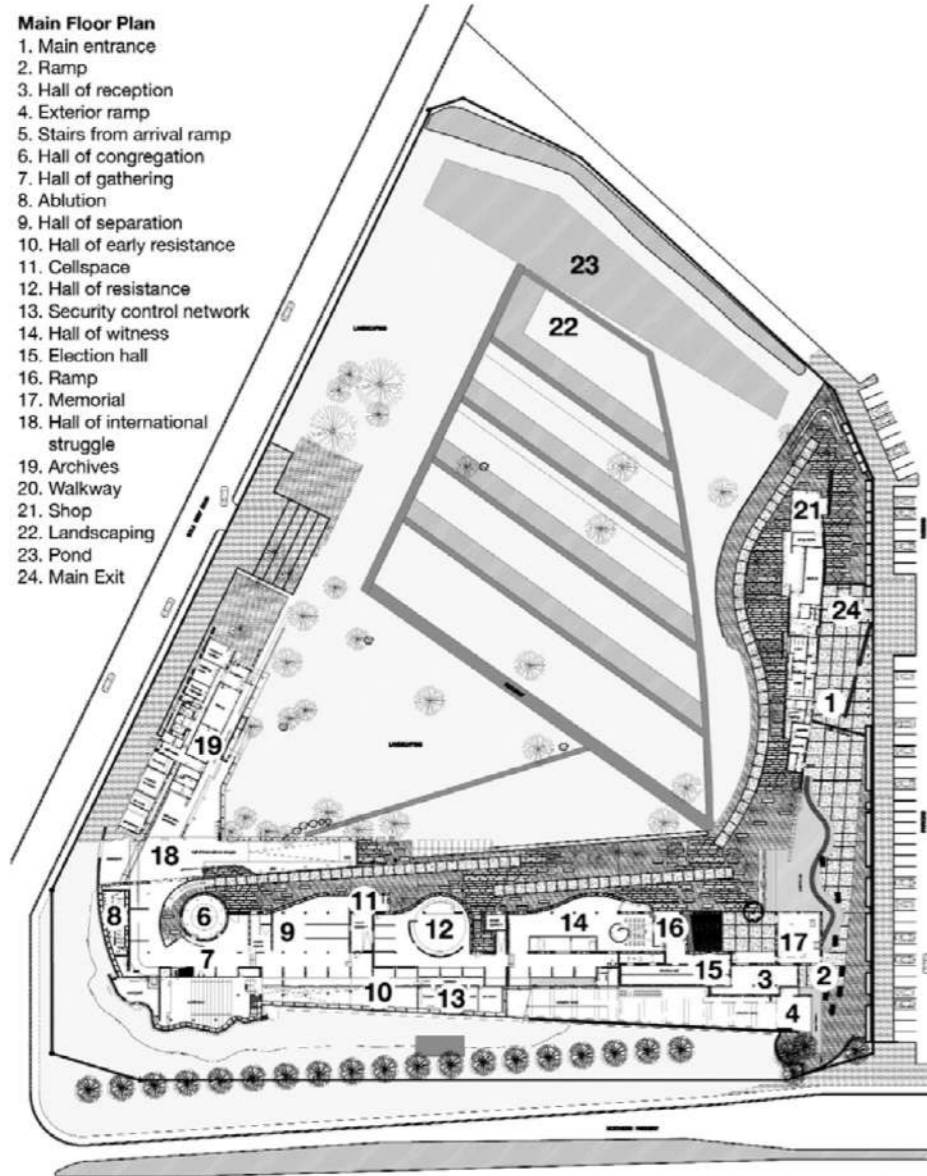 Main Floor Plan
1. Main entrance
2. Ramp
3. Hall of reception
4. Exterior ramp
5. Stairs from arrival ramp
6. Hall of congregation
7. Hall of gathering
8. Ablution
9. Hall of separation
10. Hall of early resistance
11. Cellspace
12. Hall of resistance
13. Security control network
14. Hall of witness
15. Election hall
16. Ramp
17. Memorial
18. Hall of international
struggle
19. Archives
20. Walkway
21. Shop
22. Landscaping
23. Pond
24. Main Exit
23
22
LANDSCAPING
21
24
1
19
LANDSCAPING
18
8
6
11
9
12
14
16
17
7
15
3
2
10
13
4